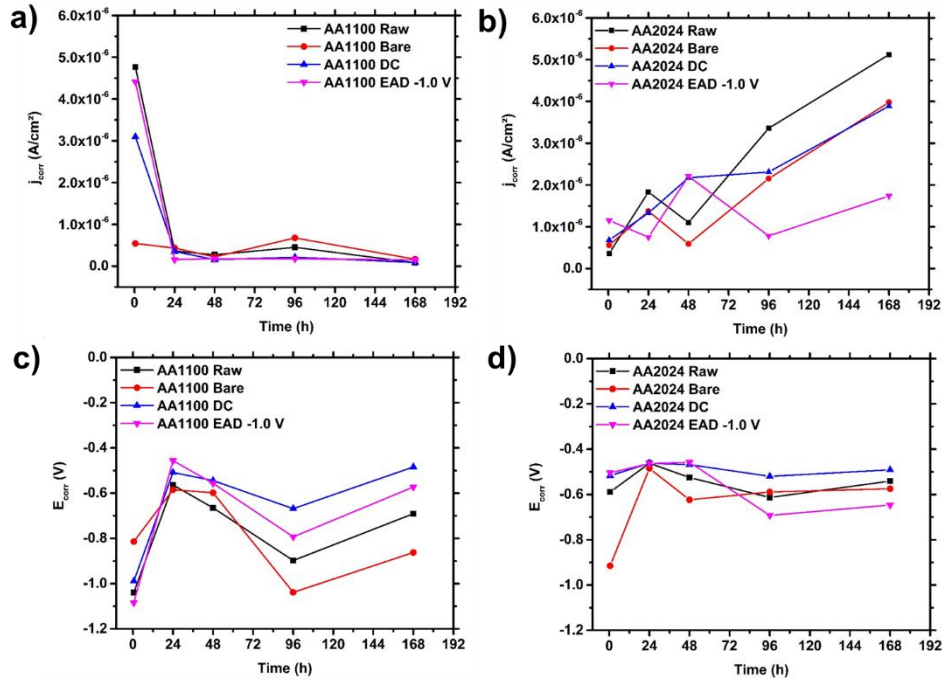 a)
AA1100 Raw
AA1100 Bare
AA1100 DC
AA1100 EAD -1.0 V
6.0x10⁻⁶
5.0x10⁻⁶
4.0x10⁻⁶
3.0x10⁻⁶
2.0x10⁻⁶
1.0x10⁻⁶
0.0
j_corr (A/cm²)
0 24 48 72 96 120 144 168 192
Time (h)
b)
AA2024 Raw
AA2024 Bare
AA2024 DC
AA2024 EAD -1.0 V
6.0x10⁻⁶
5.0x10⁻⁶
4.0x10⁻⁶
3.0x10⁻⁶
2.0x10⁻⁶
1.0x10⁻⁶
0.0
j_corr (A/cm²)
0 24 48 72 96 120 144 168 192
Time (h)
c)
AA1100 Raw
AA1100 Bare
AA1100 DC
AA1100 EAD -1.0 V
0.0
-0.2
-0.4
-0.6
-0.8
-1.0
-1.2
E_corr (V)
0 24 48 72 96 120 144 168 192
Time (h)
d)
AA2024 Raw
AA2024 Bare
AA2024 DC
AA2024 EAD -1.0 V
0.0
-0.2
-0.4
-0.6
-0.8
-1.0
-1.2
E_corr (V)
0 24 48 72 96 120 144 168 192
Time (h)